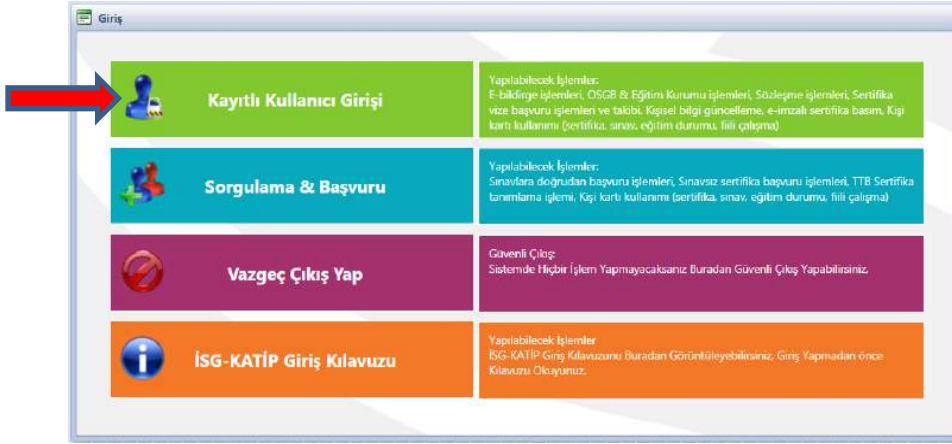 Giriş
Kayıtlı Kullanıcı Girişi
Yapılabilecek İşlemler:
E-bildirge işlemleri, OSGB & Eğitim Kurumu işlemleri, Sözleşme işlemleri, Sertifika
vize başvuru işlemleri ve takibi, Kişisel bilgi güncelleme, e-imzalı sertifika basım, Kişi
kartı kullanımı (sertifika, sınav, eğitim durumu, fiili çalışma)
Sorgulama & Başvuru
Yapılabilecek İşlemler:
Sınavlara doğrudan başvuru işlemleri, Sınavsız sertifika başvuru işlemleri, TTB Sertifika
tanımlama işlemi, Kişi kartı kullanımı (sertifika, sınav, eğitim durumu, fiili çalışma)
Vazgeç Çıkış Yap
Güvenli Çıkış:
Sistemde Hiçbir İşlem Yapmayacaksanız Buradan Güvenli Çıkış Yapabilirsiniz.
İSG-KATİP Giriş Kılavuzu
Yapılabilecek İşlemler
İSG-KATİP Giriş Kılavuzunu Buradan Görüntüleyebilirsiniz. Giriş Yapmadan önce
Kılavuzu Okuyunuz.